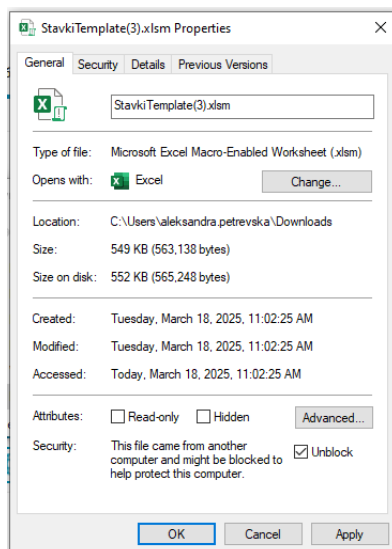 StavkiTemplate(3).xlsm Properties
General Security Details Previous Versions
StavkiTemplate(3).xlsm
Type of file: Microsoft Excel Macro-Enabled Worksheet (.xlsm)
Opens with: Excel Change...
Location: C:\Users\aleksandra.petrevska\Downloads
Size: 549 KB (563,138 bytes)
Size on disk: 552 KB (565,248 bytes)
Created: Tuesday, March 18, 2025, 11:02:25 AM
Modified: Tuesday, March 18, 2025, 11:02:25 AM
Accessed: Today, March 18, 2025, 11:02:25 AM
Attributes: Read-only Hidden Advanced...
Security: This file came from another
computer and might be blocked to
help protect this computer.
Unblock
OK Cancel Apply